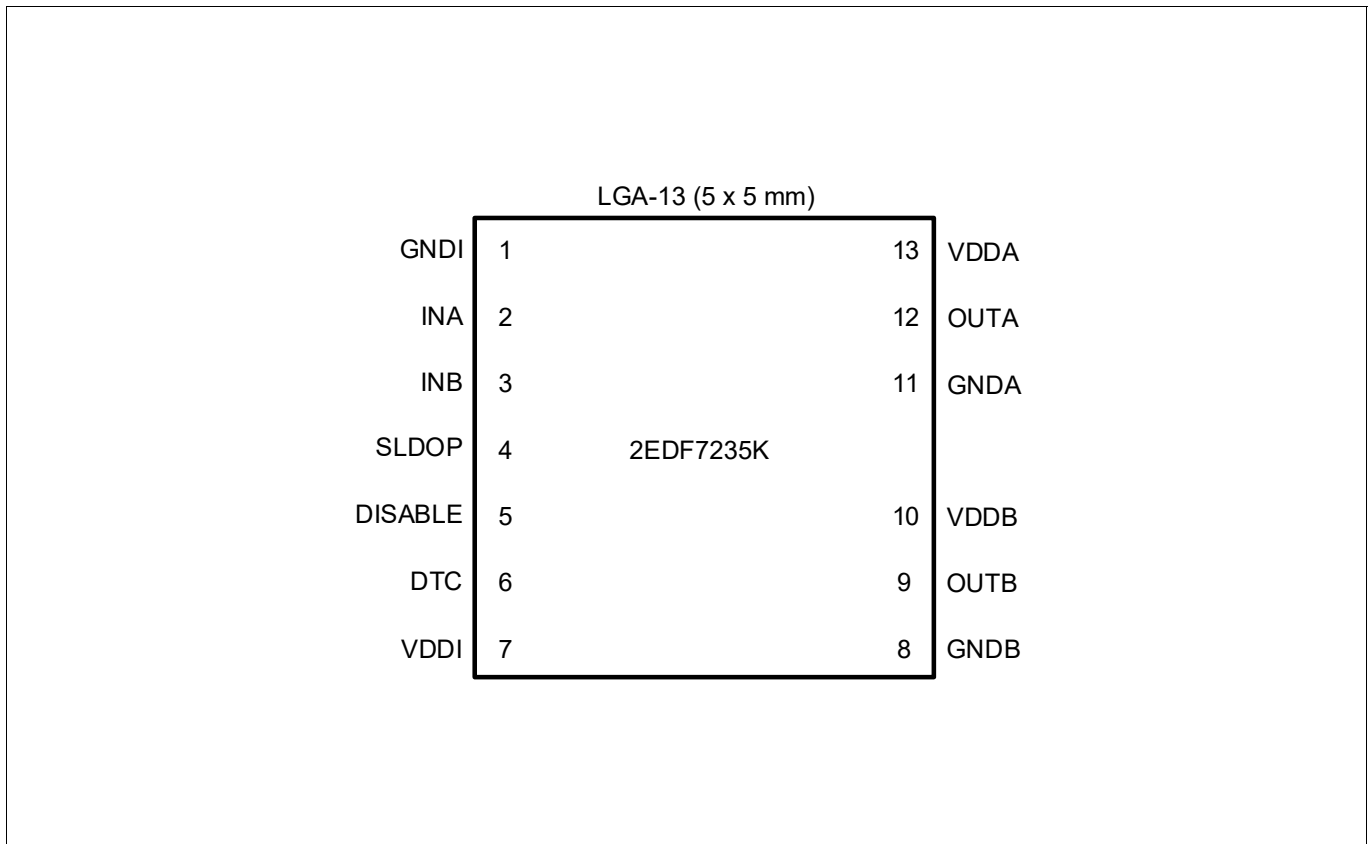 LGA-13 (5 x 5 mm)
GNDI 1 13 VDDA
INA 2 12 OUTA
INB 3 11 GNDA
SLDOP 4 2EDF7235K
DISABLE 5 10 VDDB
DTC 6 9 OUTB
VDDI 7 8 GNDB